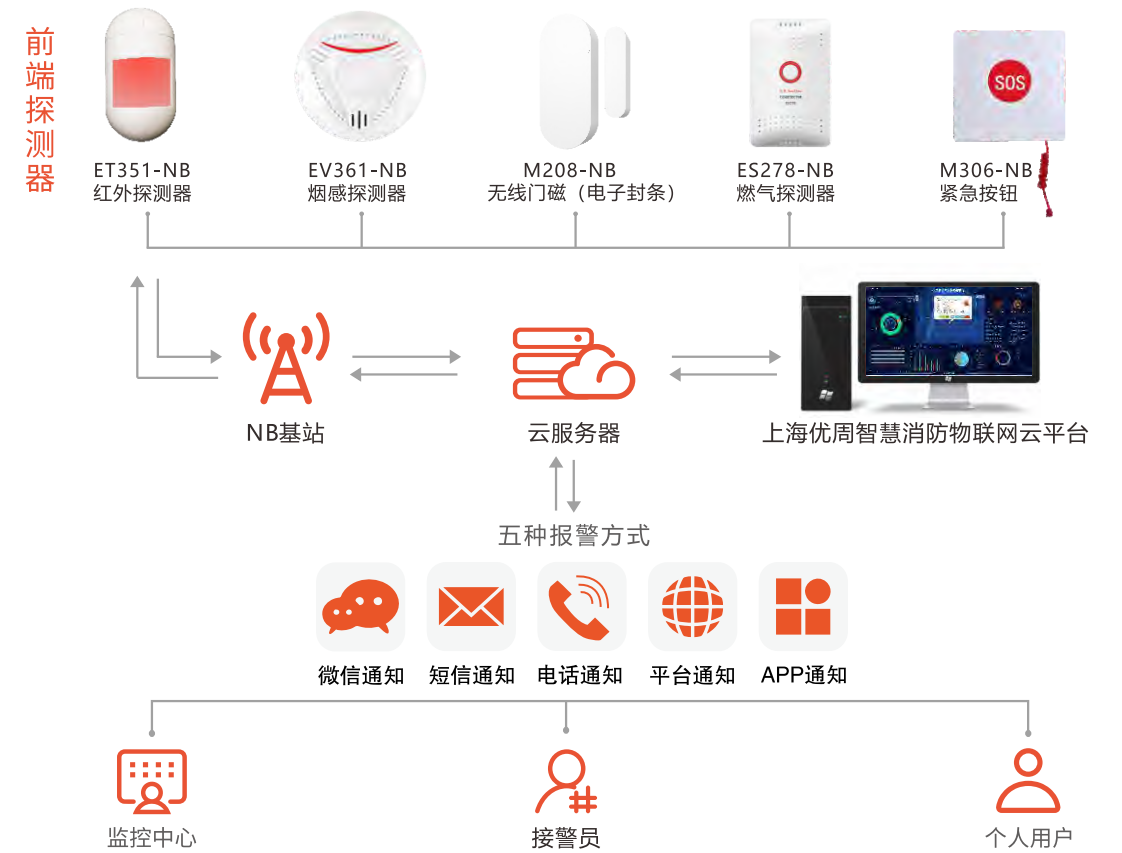 前端探测器
SOS
ET351-NB
红外探测器
EV361-NB
烟感探测器
M208-NB
无线门磁（电子封条）
ES278-NB
燃气探测器
M306-NB
紧急按钮
NB基站
云服务器
上海优周智慧消防物联网云平台
五种报警方式
微信通知
短信通知
电话通知
平台通知
APP通知
监控中心
接警员
个人用户